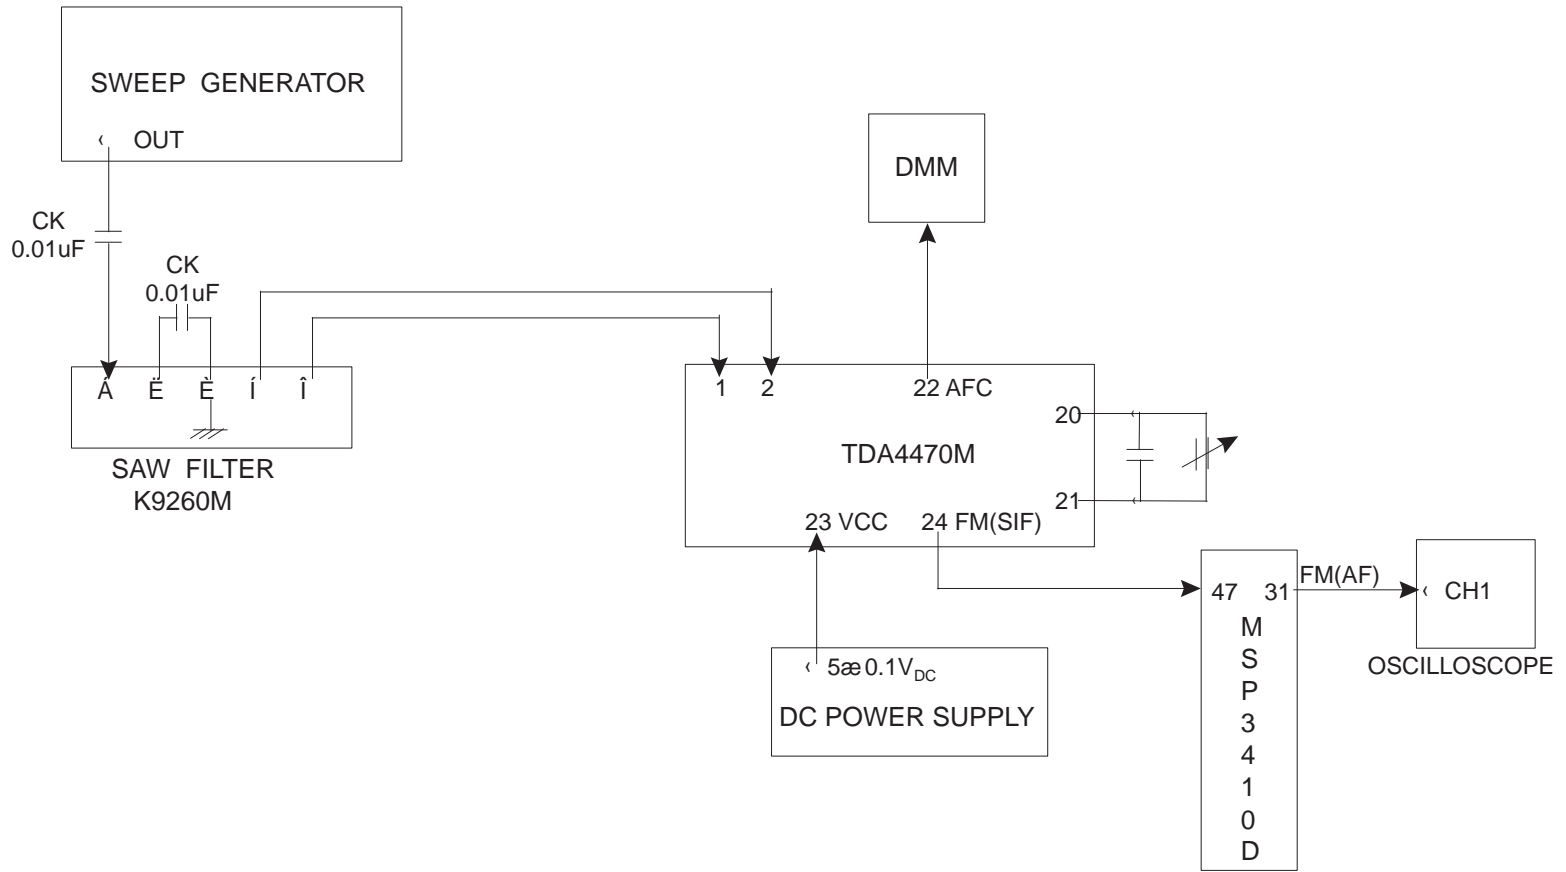 SWEEP GENERATOR
OUT
CK
0.01uF
CK
0.01uF
Á Ë È Í Î
SAW FILTER
K9260M
DMM
1 2 22 AFC
20
TDA4470M
21
23 VCC 24 FM(SIF)
5æ 0.1VDC
DC POWER SUPPLY
47 31
FM(AF)
M
S
P
3
4
1
0
D
CH1
OSCILLOSCOPE